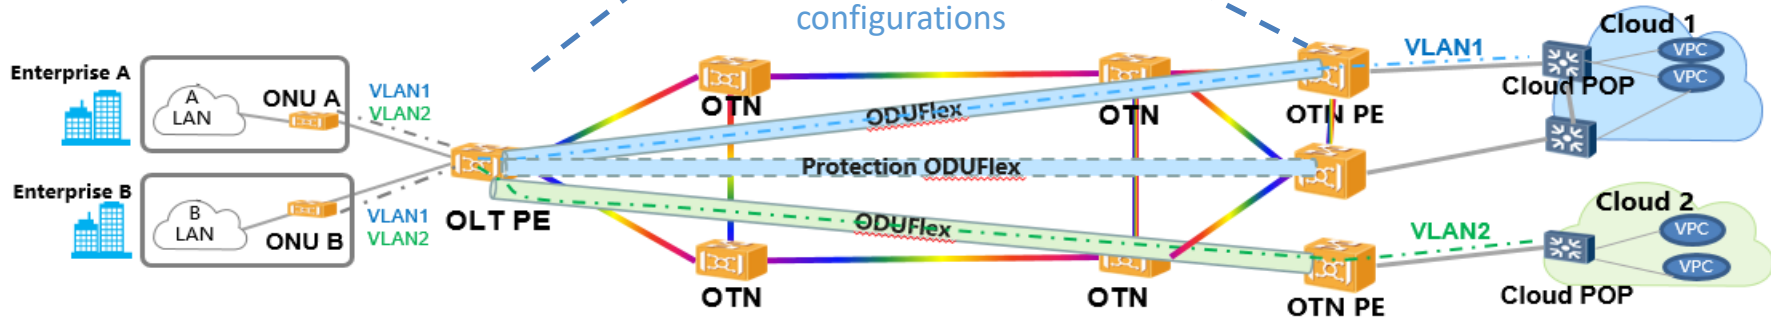 configurations
Enterprise A
A
LAN
ONU A
VLAN1
VLAN2
Enterprise B
B
LAN
ONU B
VLAN1
VLAN2
OLT PE
OTN
OTN
OTN
OTN
ODUFlex
Protection ODUFlex
ODUFlex
OTN PE
OTN PE
VLAN1
Cloud 1
VPC
VPC
Cloud POP
VLAN2
Cloud 2
VPC
VPC
Cloud POP